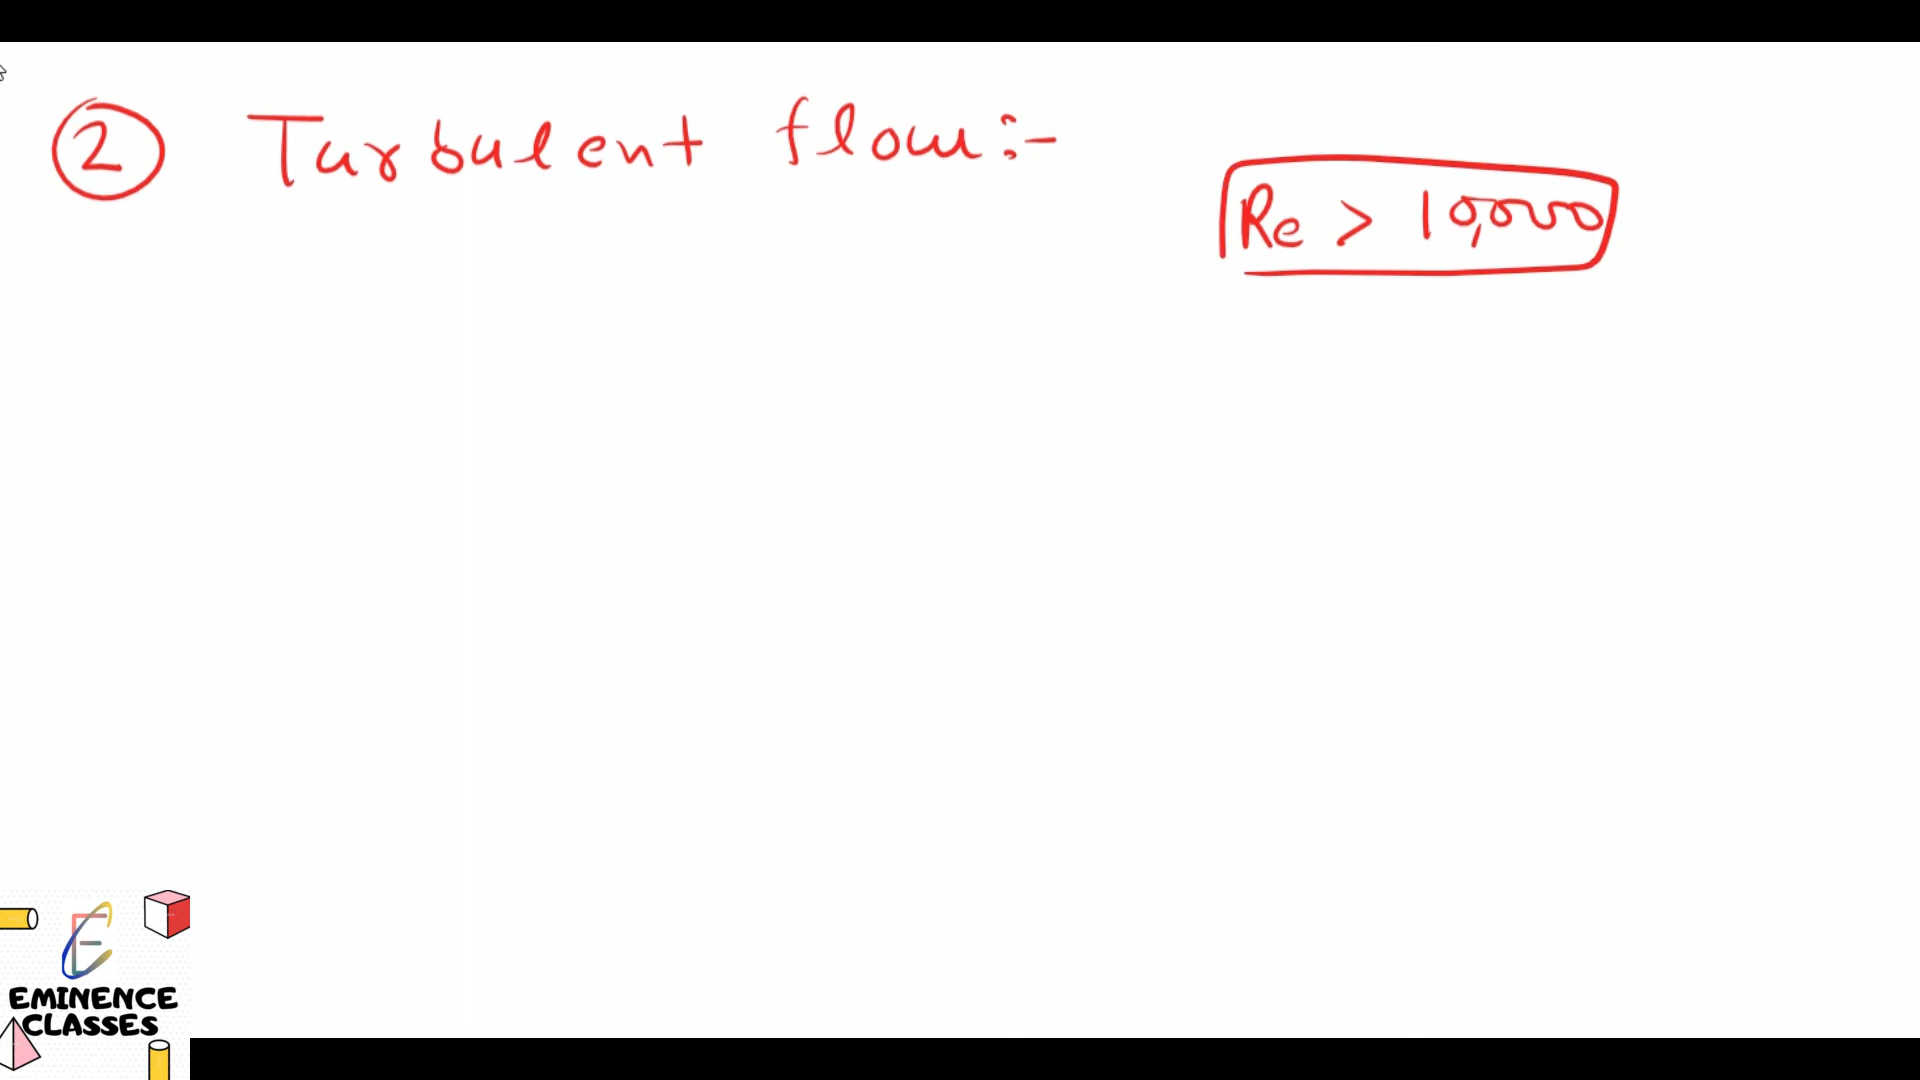 2 Turbulent flow :-
Re > 10,000
EMINENCE
CLASSES